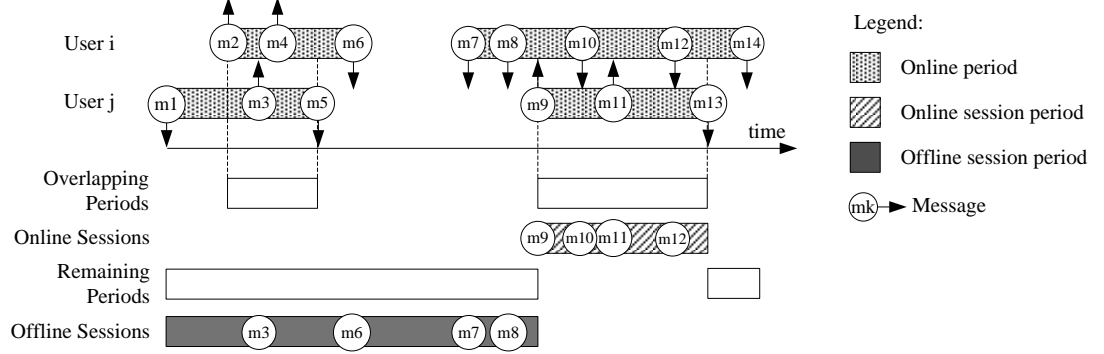 User i
m2
m4
m6
m7
m8
m10
m12
m14
User j
m1
m3
m5
m9
m11
m13
time
Overlapping
Periods
Online Sessions
m9
m10
m11
m12
Remaining
Periods
Offline Sessions
m3
m6
m7
m8
Legend:
Online period
Online session period
Offline session period
mk
Message